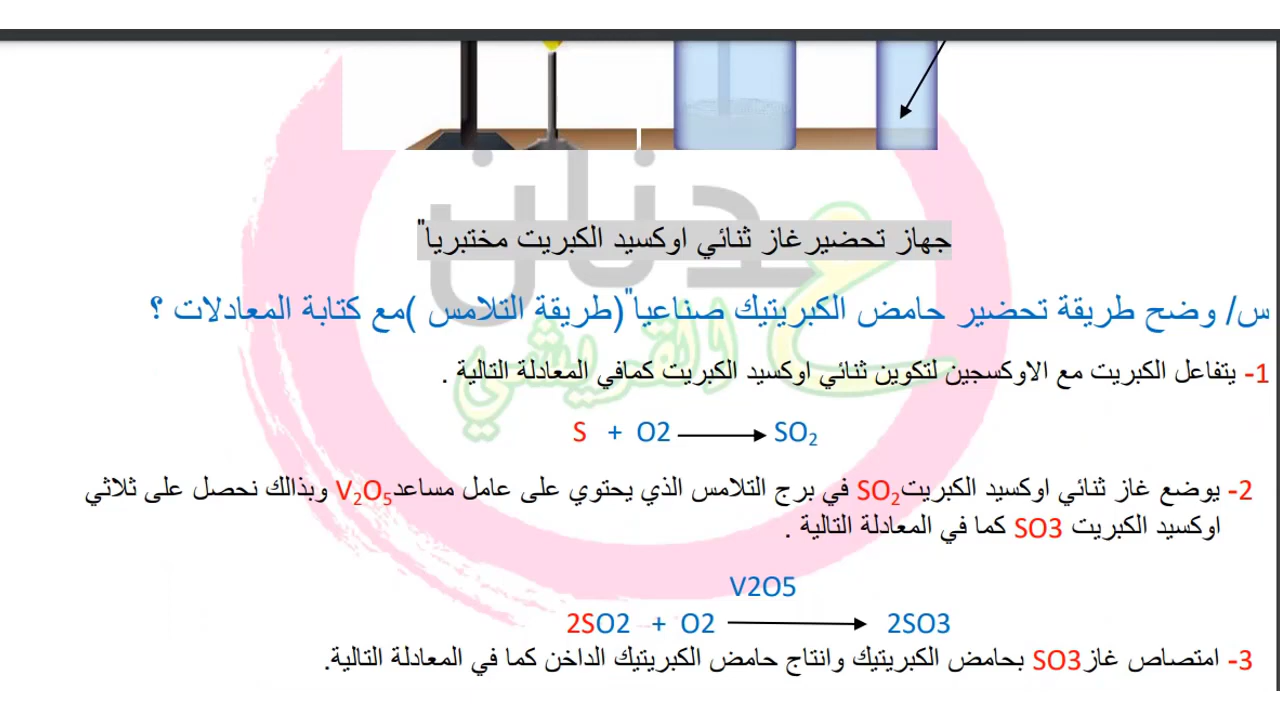 جهاز تحضيرغاز ثنائي اوكسيد الكبريت مختبريا"
س/ وضح طريقة تحضير حامض الكبريتيك صناعيا"(طريقة التلامس )مع كتابة المعادلات ؟
1- يتفاعل الكبريت مع الاوكسجين لتكوين ثنائي اوكسيد الكبريت كمافي المعادلة التالية .
S + O2 ⟶ SO₂
2- يوضع غاز ثنائي اوكسيد الكبريتSO₂ في برج التلامس الذي يحتوي على عامل مساعدV₂O₅ وبذالك نحصل على ثلاثي
اوكسيد الكبريت SO3 كما في المعادلة التالية .
V2O5
2SO2 + O2 ⟶ 2SO3
3- امتصاص غازSO3 بحامض الكبريتيك وانتاج حامض الكبريتيك الداخن كما في المعادلة التالية.
عدنان
القريشي